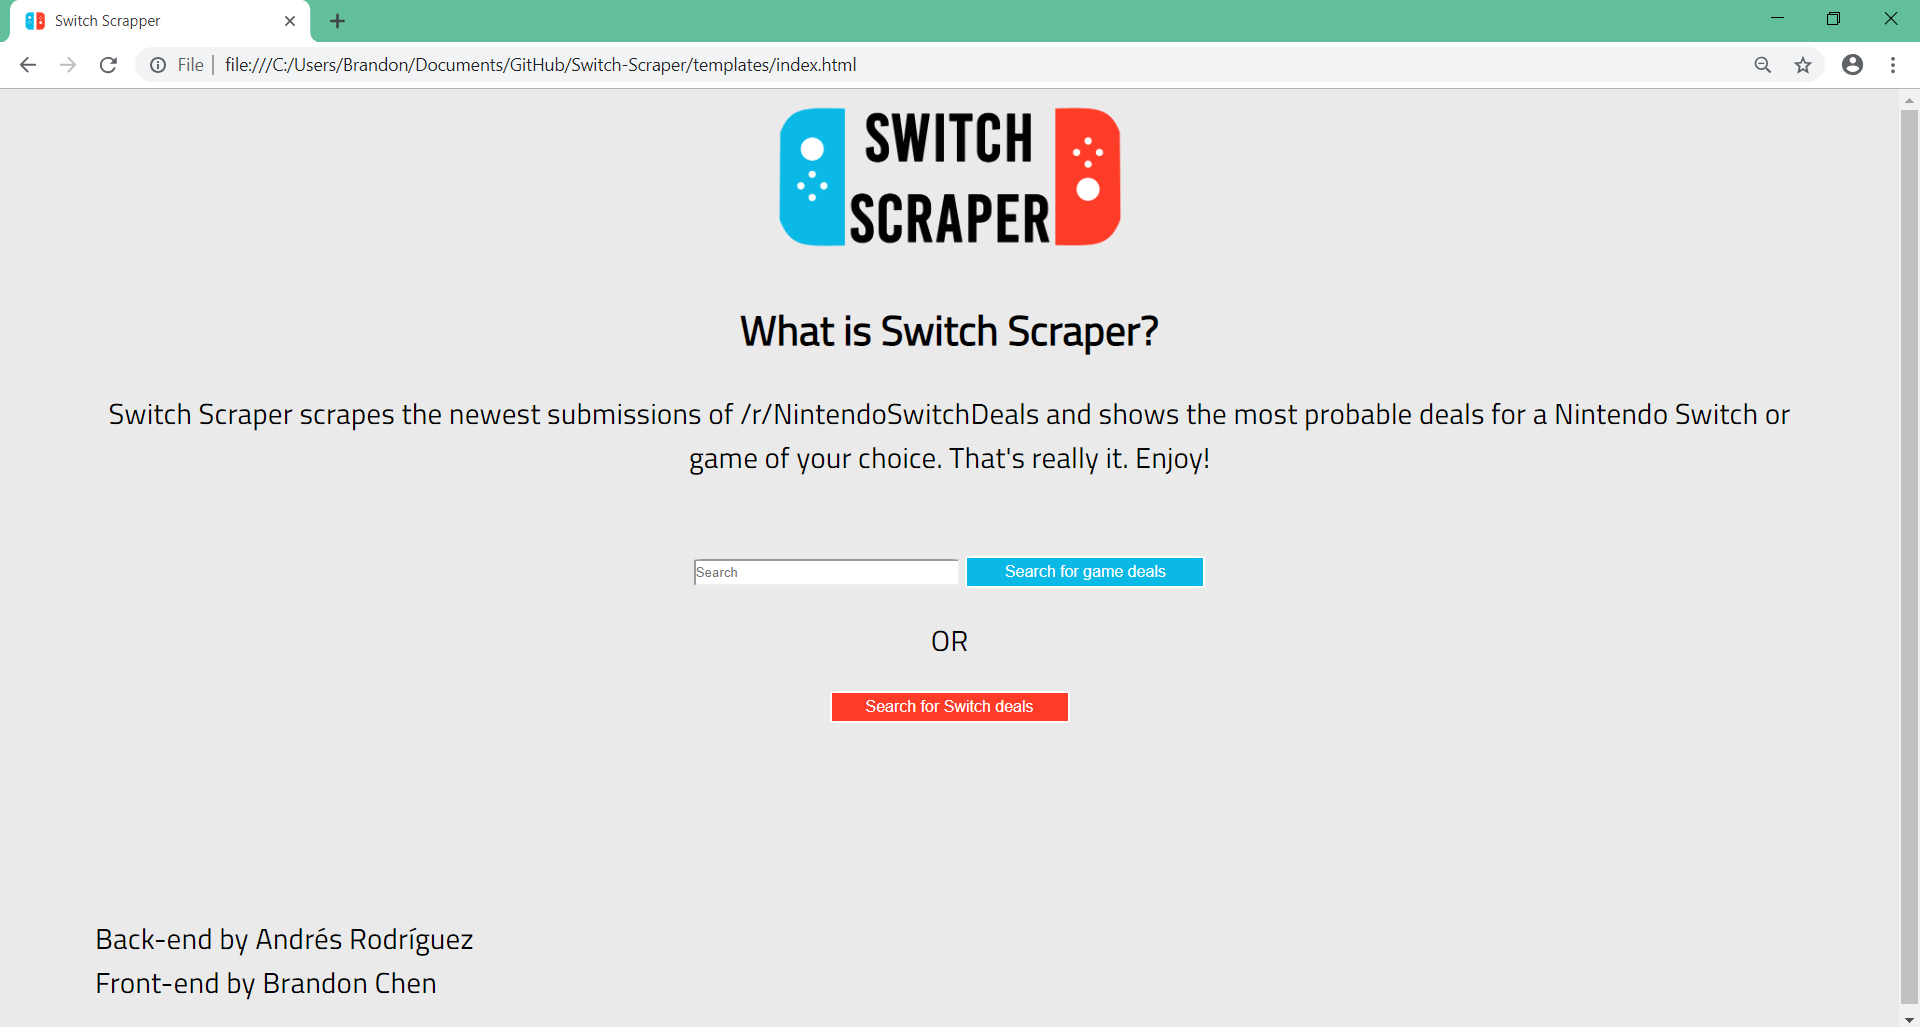 Switch Scrapper
File
file:///C:/Users/Brandon/Documents/GitHub/Switch-Scraper/templates/index.html
SWITCH
SCRAPER
What is Switch Scraper?
Switch Scraper scrapes the newest submissions of /r/NintendoSwitchDeals and shows the most probable deals for a Nintendo Switch or
game of your choice. That's really it. Enjoy!
Search
Search for game deals
OR
Search for Switch deals
Back-end by Andrés Rodríguez
Front-end by Brandon Chen